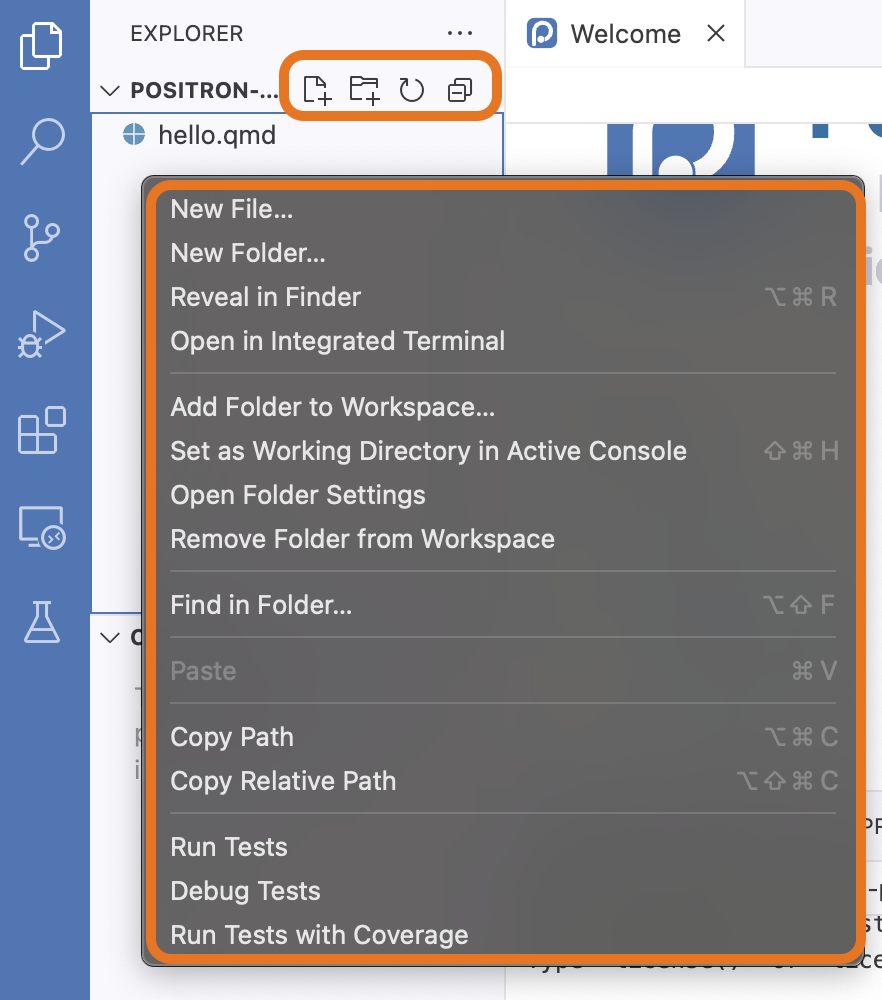 EXPLORER
Welcome
POSITRON-...
hello.qmd
New File...
New Folder...
Reveal in Finder ⌥⌘R
Open in Integrated Terminal
Add Folder to Workspace...
Set as Working Directory in Active Console ⇧⌘H
Open Folder Settings
Remove Folder from Workspace
Find in Folder... ⌥⇧F
Paste ⌘V
Copy Path ⌥⌘C
Copy Relative Path ⌥⇧⌘C
Run Tests
Debug Tests
Run Tests with Coverage